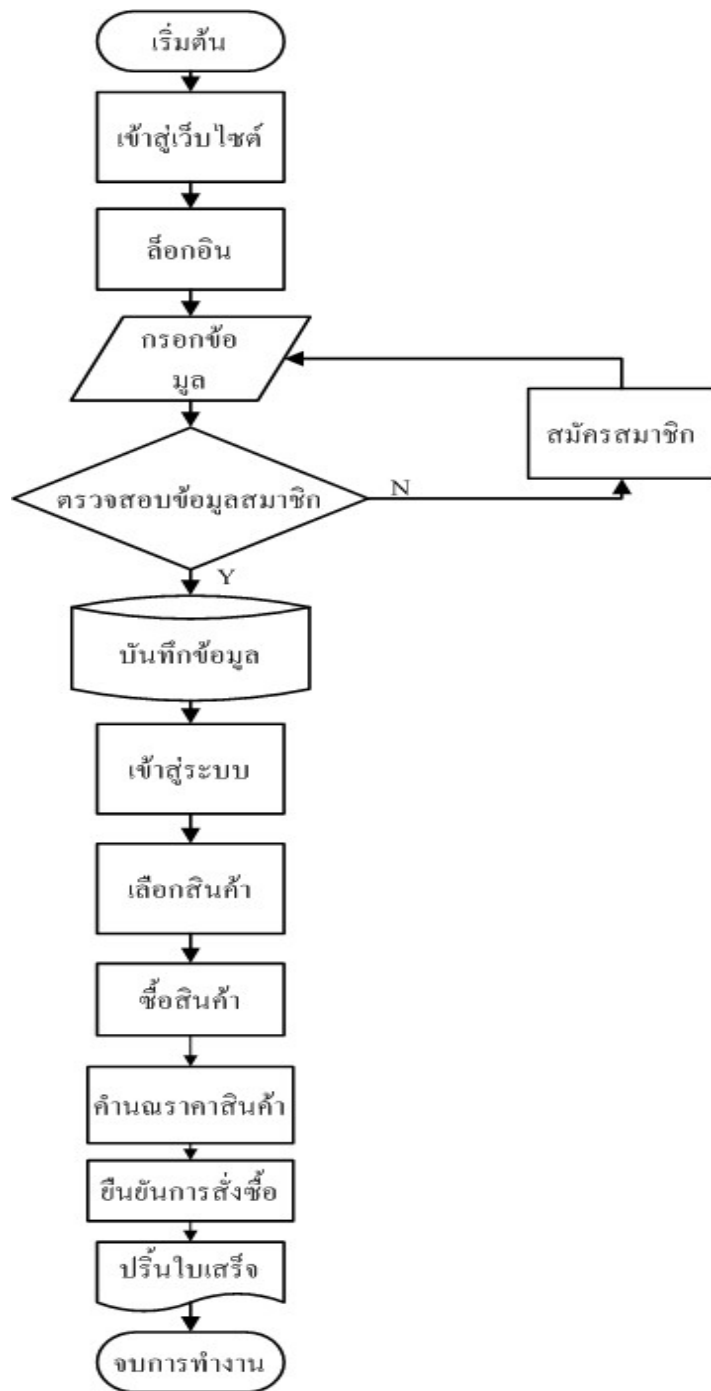 เริ่มต้น
เข้าสู่เว็บไซต์
ล็อกอิน
กรอกข้อ
มูล
สมัครสมาชิก
ตรวจสอบข้อมูลสมาชิก
N
Y
บันทึกข้อมูล
เข้าสู่ระบบ
เลือกสินค้า
ซื้อสินค้า
คำนณราคาสินค้า
ยืนยันการสั่งซื้อ
ปริ้นใบเสร็จ
จบการทำงาน